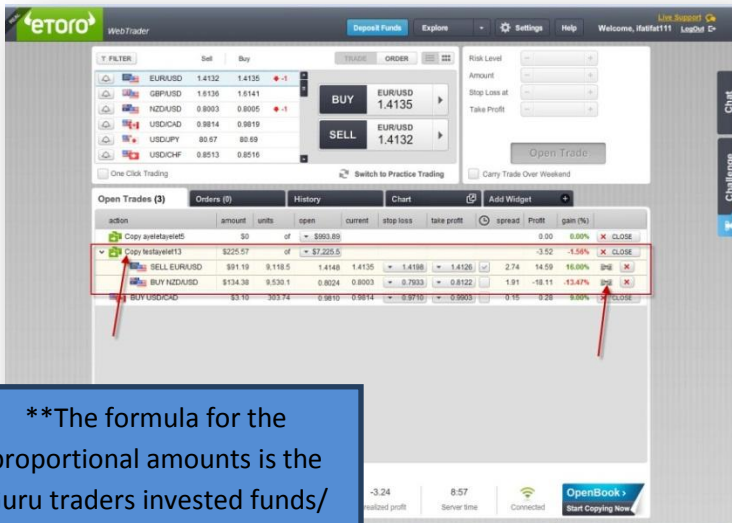 Live Support
etoro WebTrader Deposit Funds Explore Settings Help Welcome, ifatifat111 LogOut
FILTER Sell Buy TRADE ORDER
EUR/USD 1.4132 1.4135 -1
GBP/USD 1.6136 1.6141
NZD/USD 0.8003 0.8005 -1
USD/CAD 0.9814 0.9819
USD/JPY 80.67 80.69
USD/CHF 0.8513 0.8516
BUY EUR/USD 1.4135
SELL EUR/USD 1.4132
Risk Level
Amount
Stop Loss at
Take Profit
Open Trade
One Click Trading Switch to Practice Trading Carry Trade Over Weekend
Chat
Challenge
Open Trades (3) Orders (0) History Chart Add Widget
action amount units open current stop loss take profit spread Profit gain (%)
Copy ayeletayelet5 $0 of $993.89 0.00 0.00% X CLOSE
Copy testayelet13 $225.57 of $7,225.5 -3.52 -1.56% X CLOSE
SELL EUR/USD $91.19 9,118.5 1.4148 1.4135 1.4198 1.4126 2.74 14.59 16.00% X
BUY NZD/USD $134.38 9,530.1 0.8024 0.8003 0.7933 0.8122 1.91 -18.11 -13.47% X
BUY USD/CAD $3.10 303.74 0.9810 0.9814 0.9710 0.9903 0.15 0.28 9.00% X CLOSE
**The formula for the
proportional amounts is the
uru traders invested funds/
-3.24 8:57
ealized profit Server time Connected
OpenBook
Start Copying Now